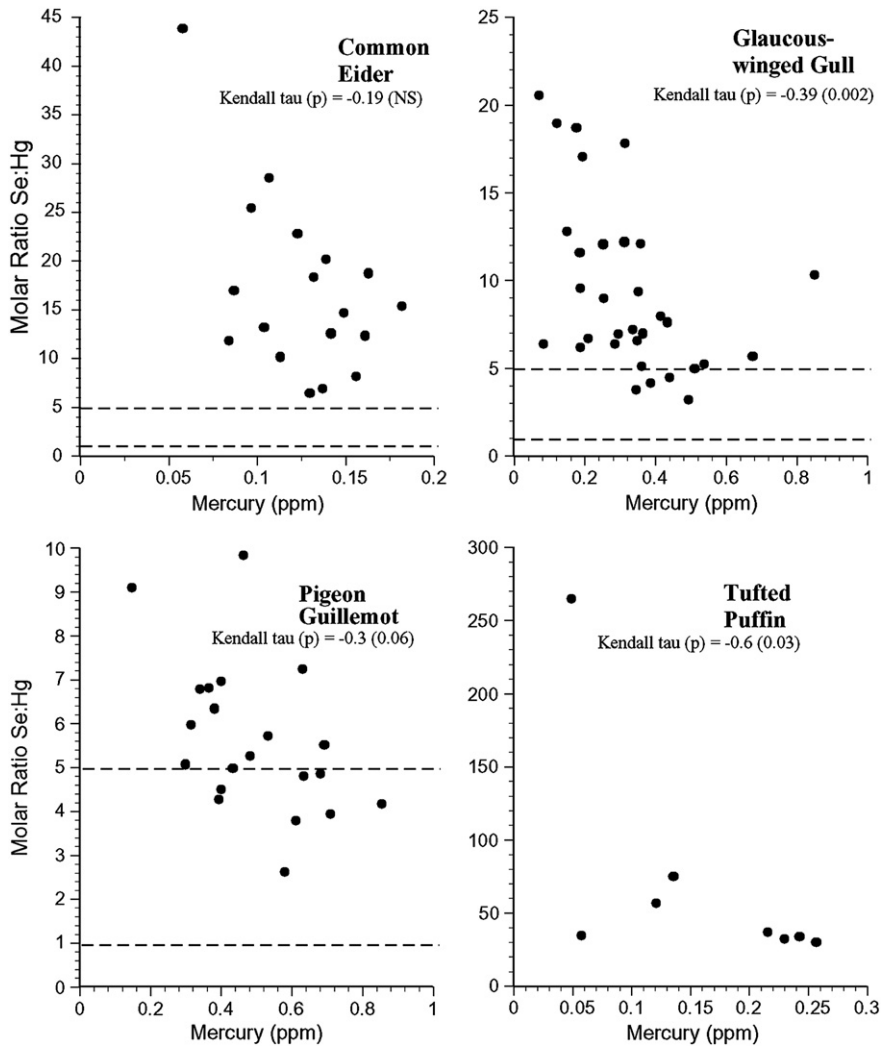 45
40
35
30
25
20
15
10
5
0
Molar Ratio Se:Hg
Common
Eider
Kendall tau (p) = -0.19 (NS)
0 0.05 0.1 0.15 0.2
Mercury (ppm)
25
20
15
10
5
0
Glaucous-
winged Gull
Kendall tau (p) = -0.39 (0.002)
0 0.2 0.4 0.6 0.8 1
Mercury (ppm)
10
9
8
7
6
5
4
3
2
1
0
Molar Ratio Se:Hg
Pigeon
Guillemot
Kendall tau (p) = -0.3 (0.06)
0 0.2 0.4 0.6 0.8 1
Mercury (ppm)
300
250
200
150
100
50
0
Tufted
Puffin
Kendall tau (p) = -0.6 (0.03)
0 0.05 0.1 0.15 0.2 0.25 0.3
Mercury (ppm)